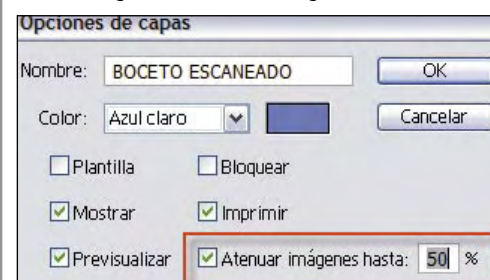 Opciones de capas
Nombre: BOCETO ESCANEADO OK
Color: Azul claro Cancelar
Plantilla Bloquear
Mostrar Imprimir
Previsualizar Atenuar imágenes hasta: 50 %